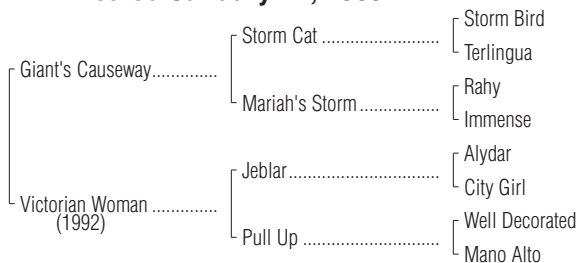 Storm Bird
Storm Cat ........................
Terlingua
Giant's Causeway..............
Rahy
Mariah's Storm .................
Immense
Alydar
Jeblar................................
City Girl
Victorian Woman ..............
(1992)
Well Decorated
Pull Up .............................
Mano Alto